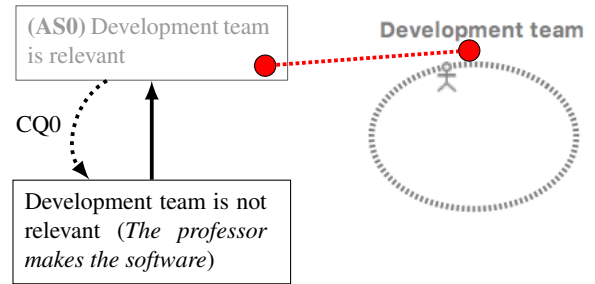 (AS0) Development team
is relevant
Development team
CQ0
Development team is not
relevant (The professor
makes the software)